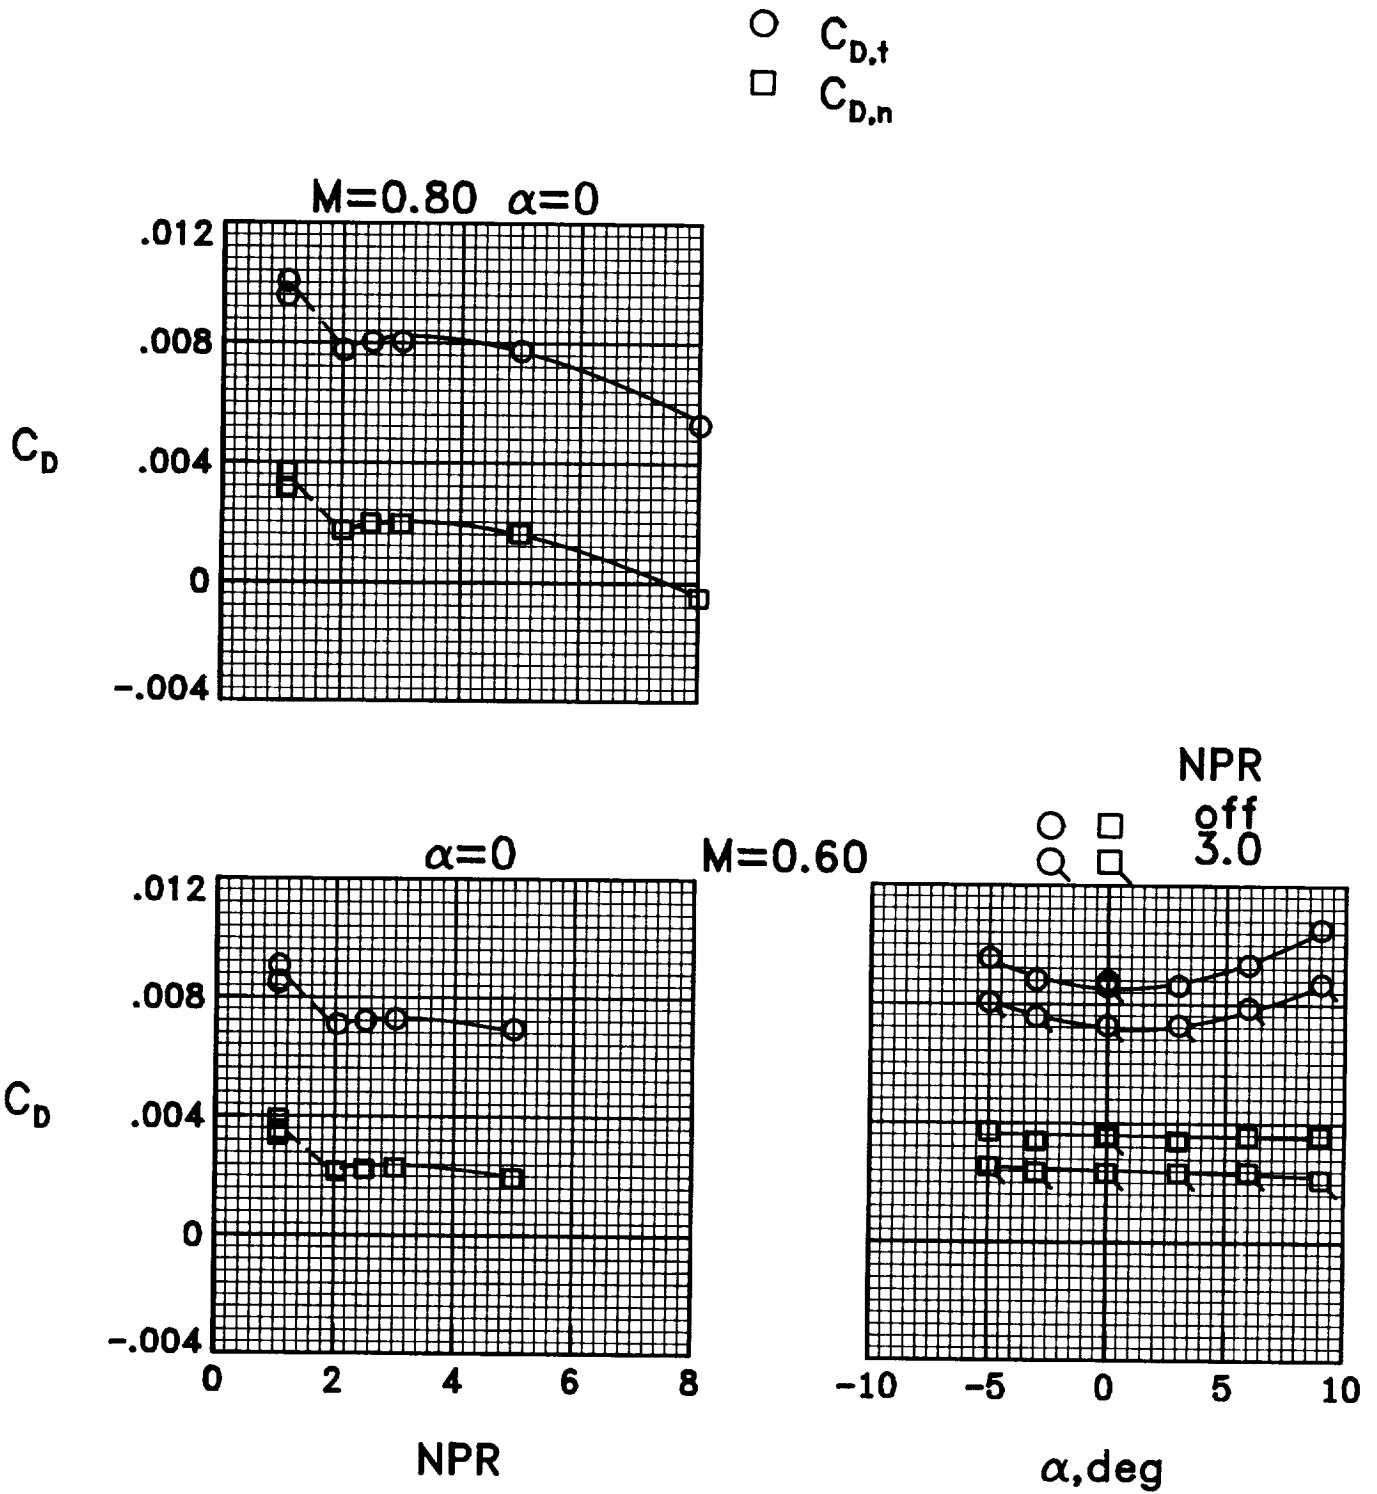 C_D,t
C_D,n
M=0.80 α=0
.012
.008
.004
0
-.004
C_D
NPR
off
3.0
α=0
M=0.60
.012
.008
.004
0
-.004
C_D
0 2 4 6 8
NPR
-10 -5 0 5 10
α,deg